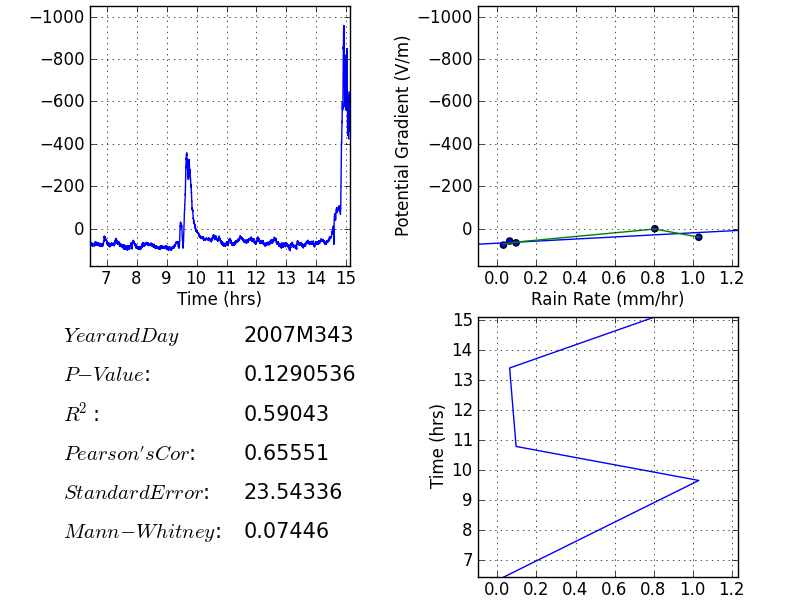 −1000
−800
−600
−400
−200
0
7 8 9 10 11 12 13 14 15
Time (hrs)
Potential Gradient (V/m)
−1000
−800
−600
−400
−200
0
0.0 0.2 0.4 0.6 0.8 1.0 1.2
Rain Rate (mm/hr)
YearandDay 2007M343
P−Value: 0.1290536
R²: 0.59043
Pearson'sCor: 0.65551
StandardError: 23.54336
Mann−Whitney: 0.07446
Time (hrs)
15
14
13
12
11
10
9
8
7
0.0 0.2 0.4 0.6 0.8 1.0 1.2